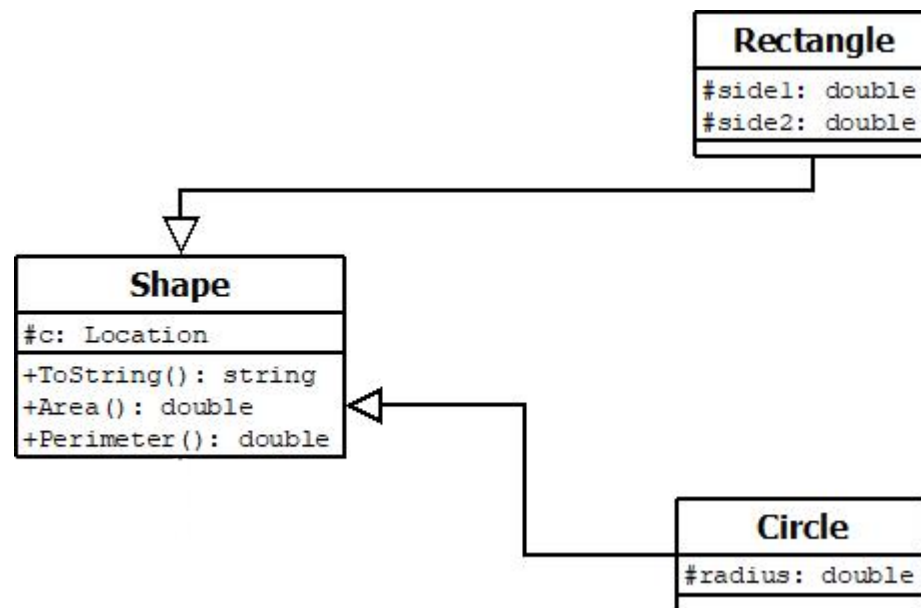 Rectangle
#side1: double
#side2: double
Shape
#c: Location
+ToString(): string
+Area(): double
+Perimeter(): double
Circle
#radius: double